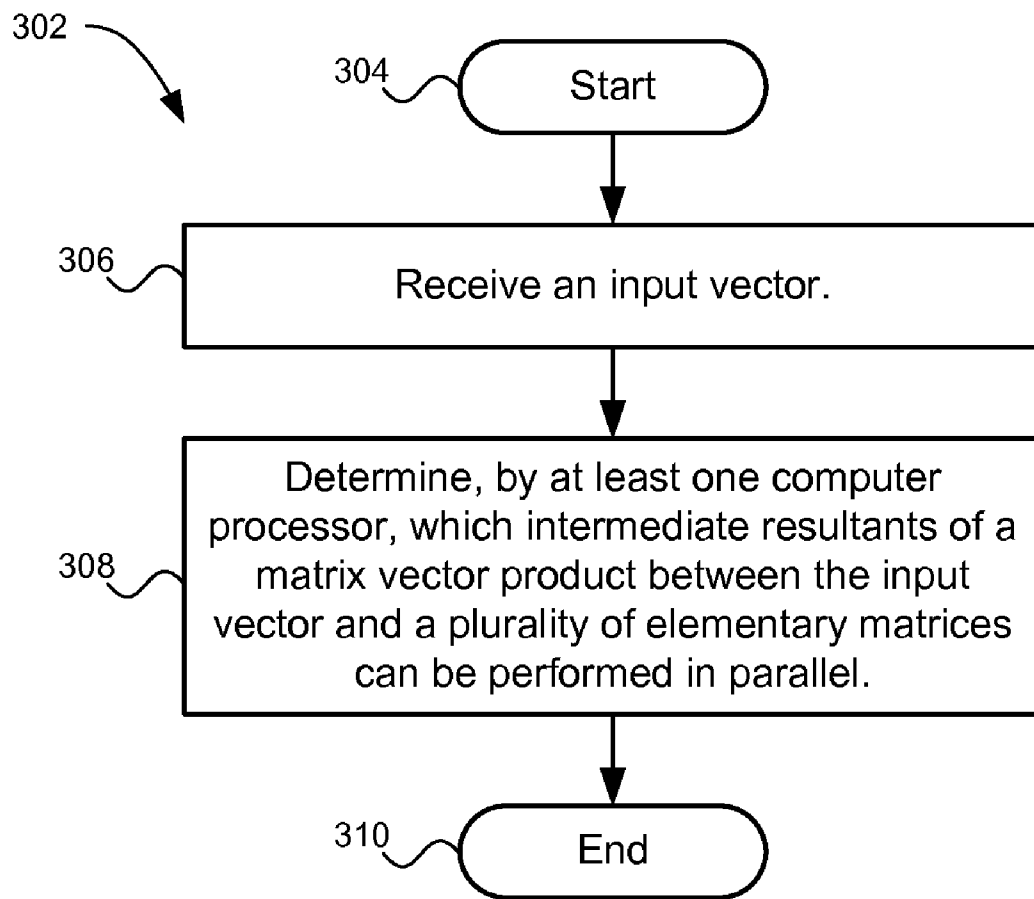 302
304
Start
306
Receive an input vector.
308
Determine, by at least one computer
processor, which intermediate resultants of a
matrix vector product between the input
vector and a plurality of elementary matrices
can be performed in parallel.
310
End